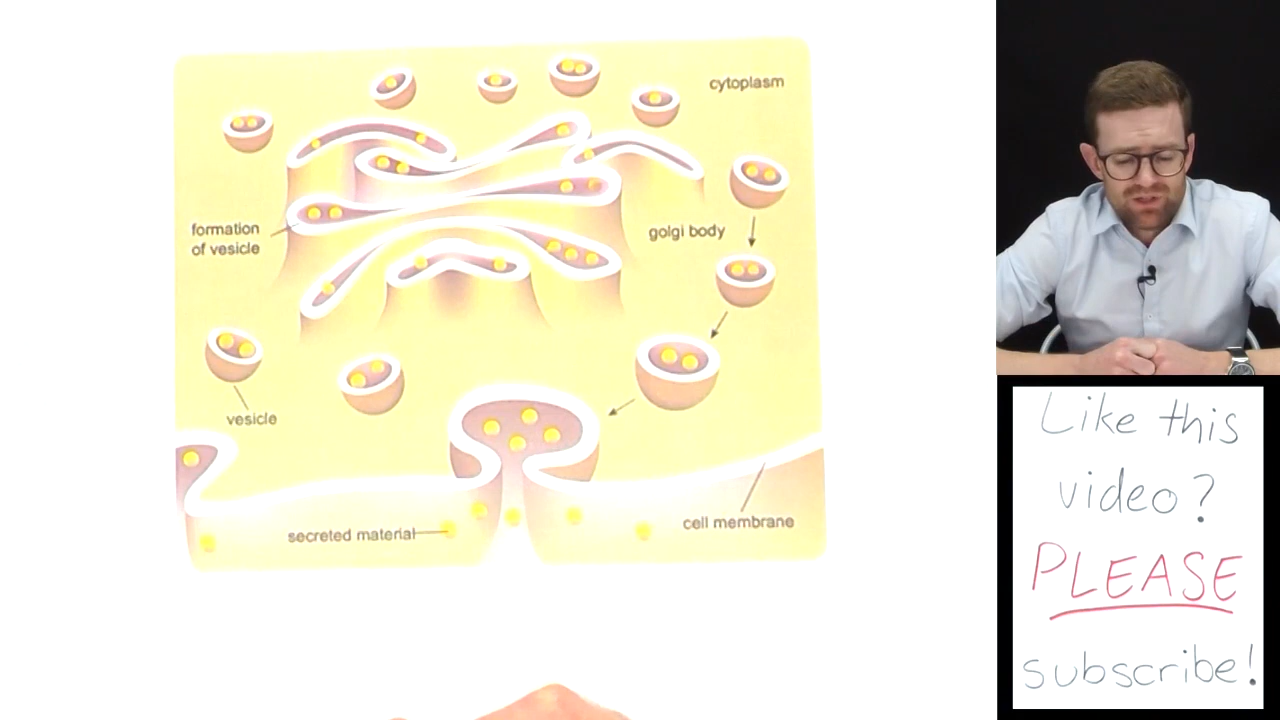 cytoplasm
formation
of vesicle
golgi body
vesicle
secreted material
cell membrane
Like this
video?
PLEASE
subscribe!